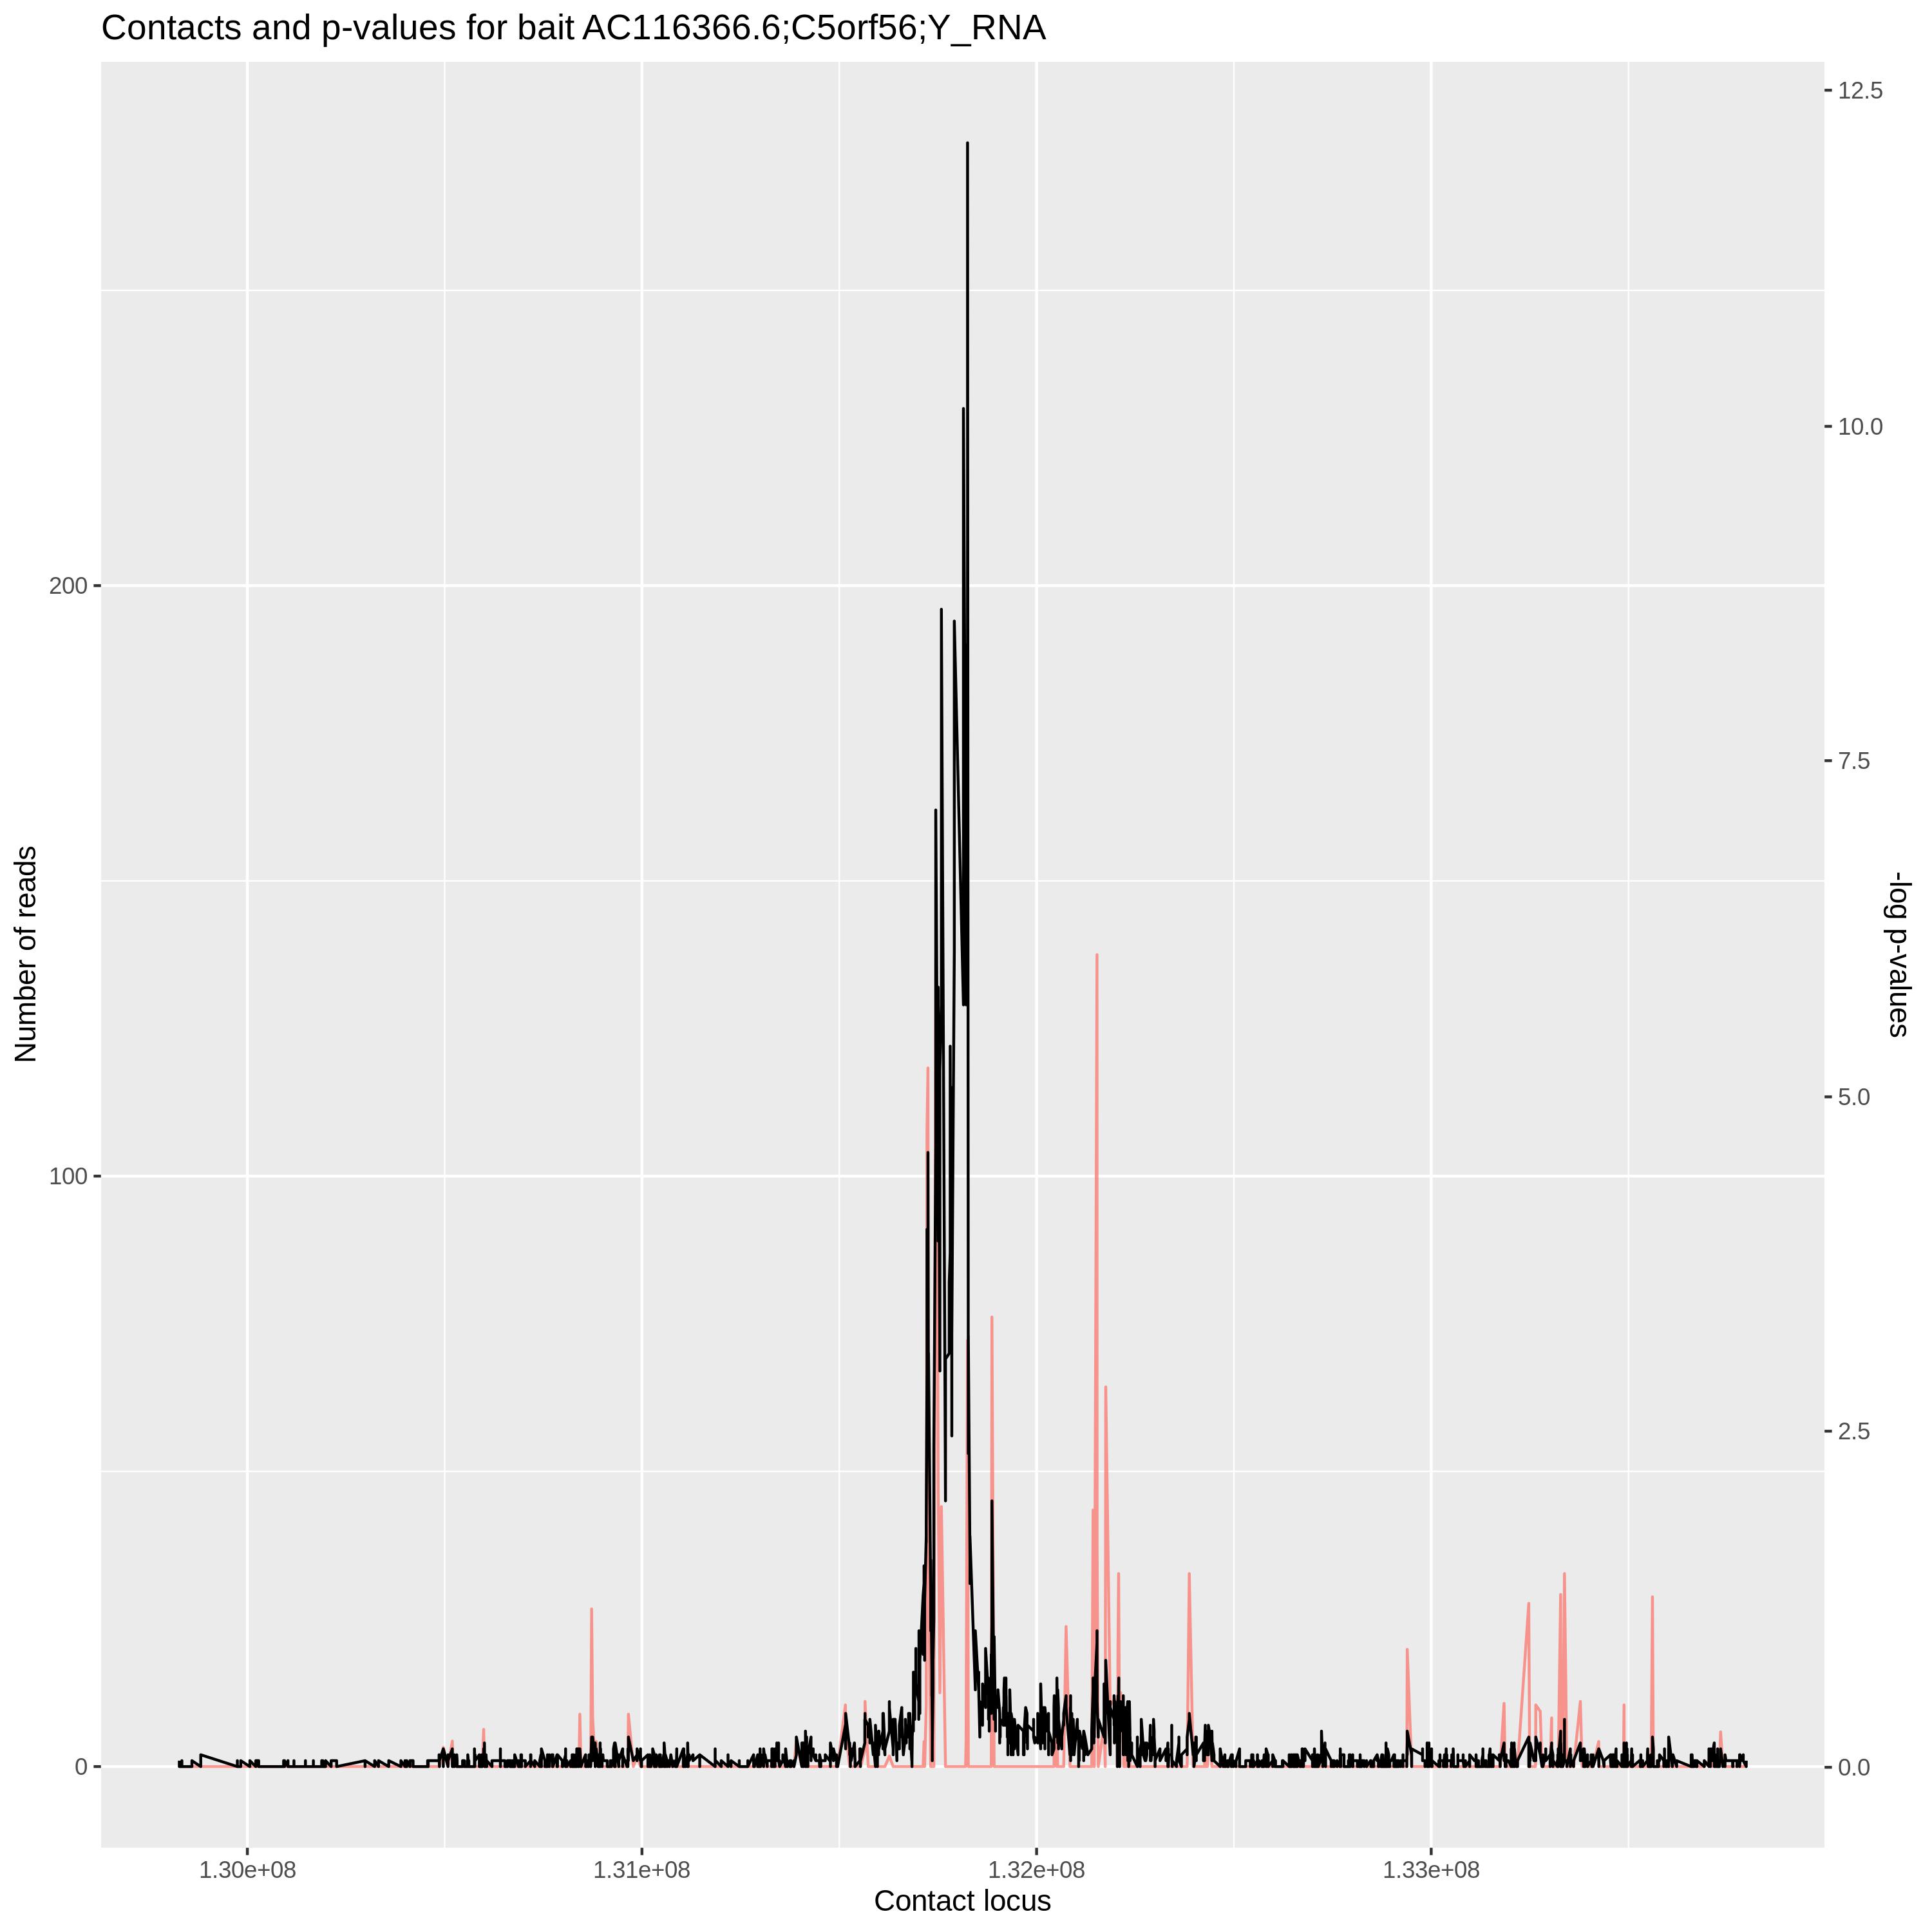 Contacts and p-values for bait AC116366.6;C5orf56;Y_RNA
12.5
10.0
200
7.5
Number of reads
-log p-values
5.0
100
2.5
0
0.0
1.30e+08
1.31e+08
1.32e+08
1.33e+08
Contact locus